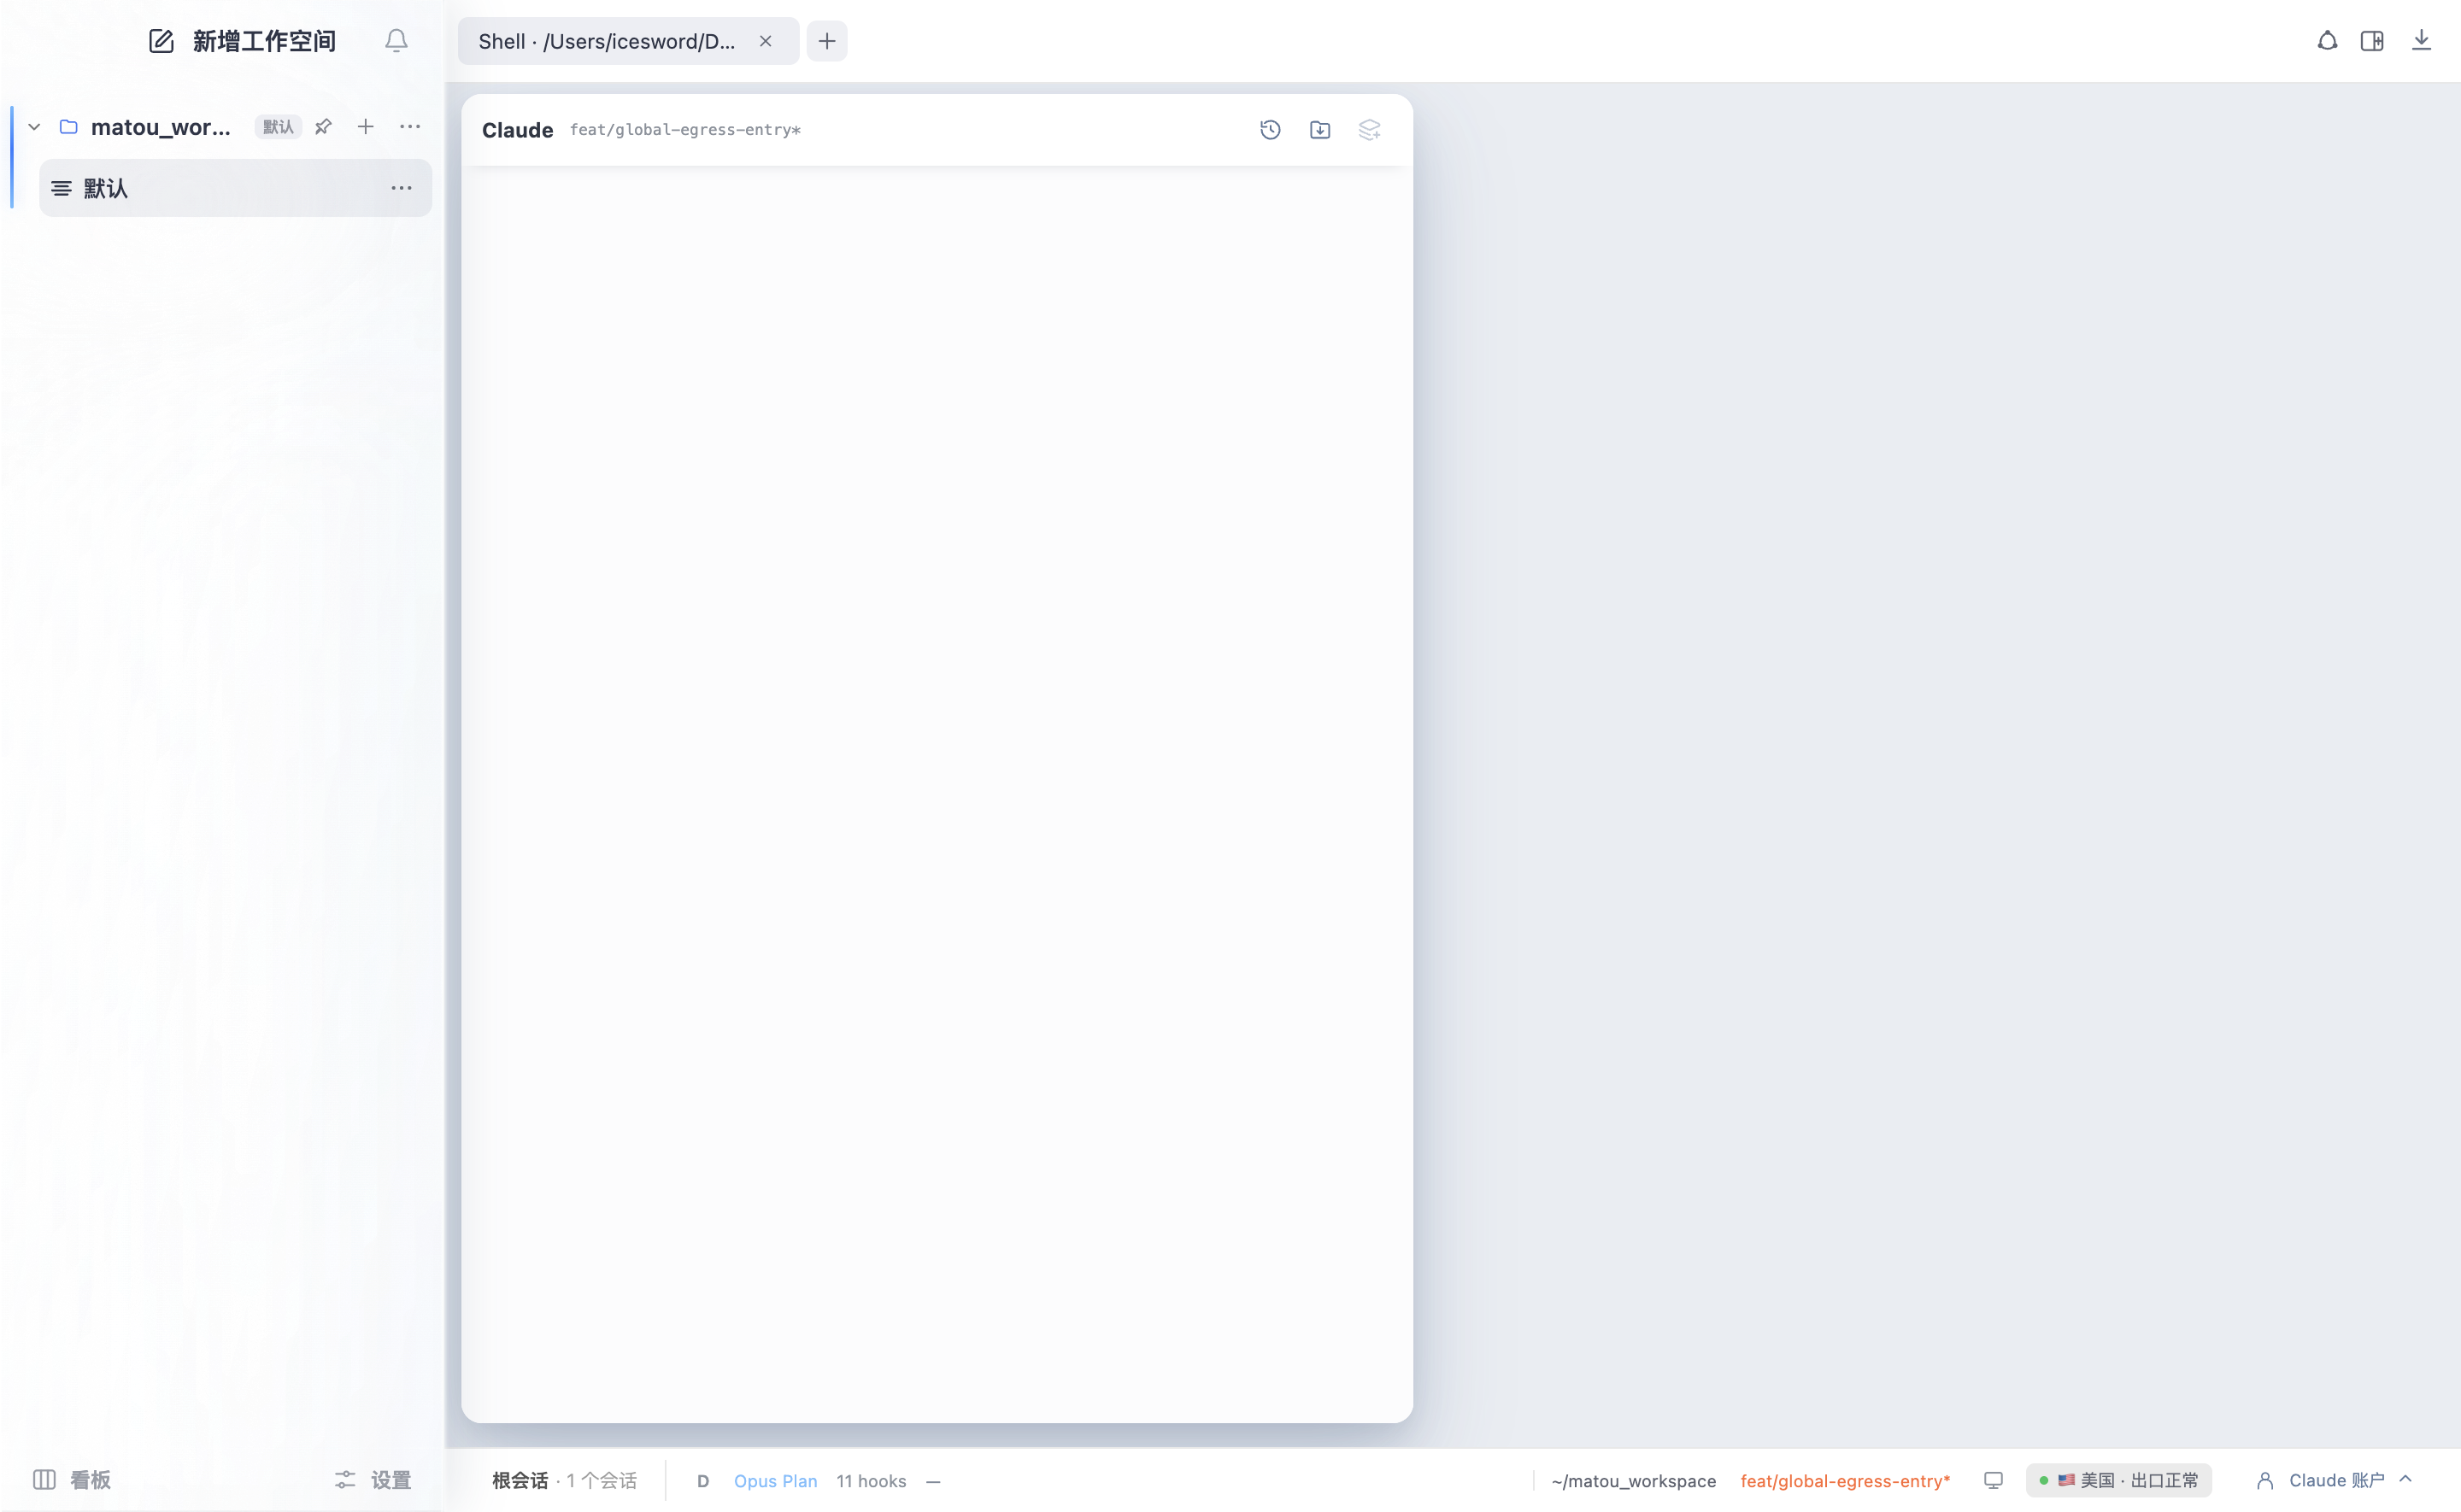 新增工作空间
Shell · /Users/icesword/D...
matou_wor... 默认
默认
Claude feat/global-egress-entry*
看板
设置
根会话 · 1 个会话
D Opus Plan 11 hooks —
~/matou_workspace feat/global-egress-entry*
美国 · 出口正常
Claude 账户